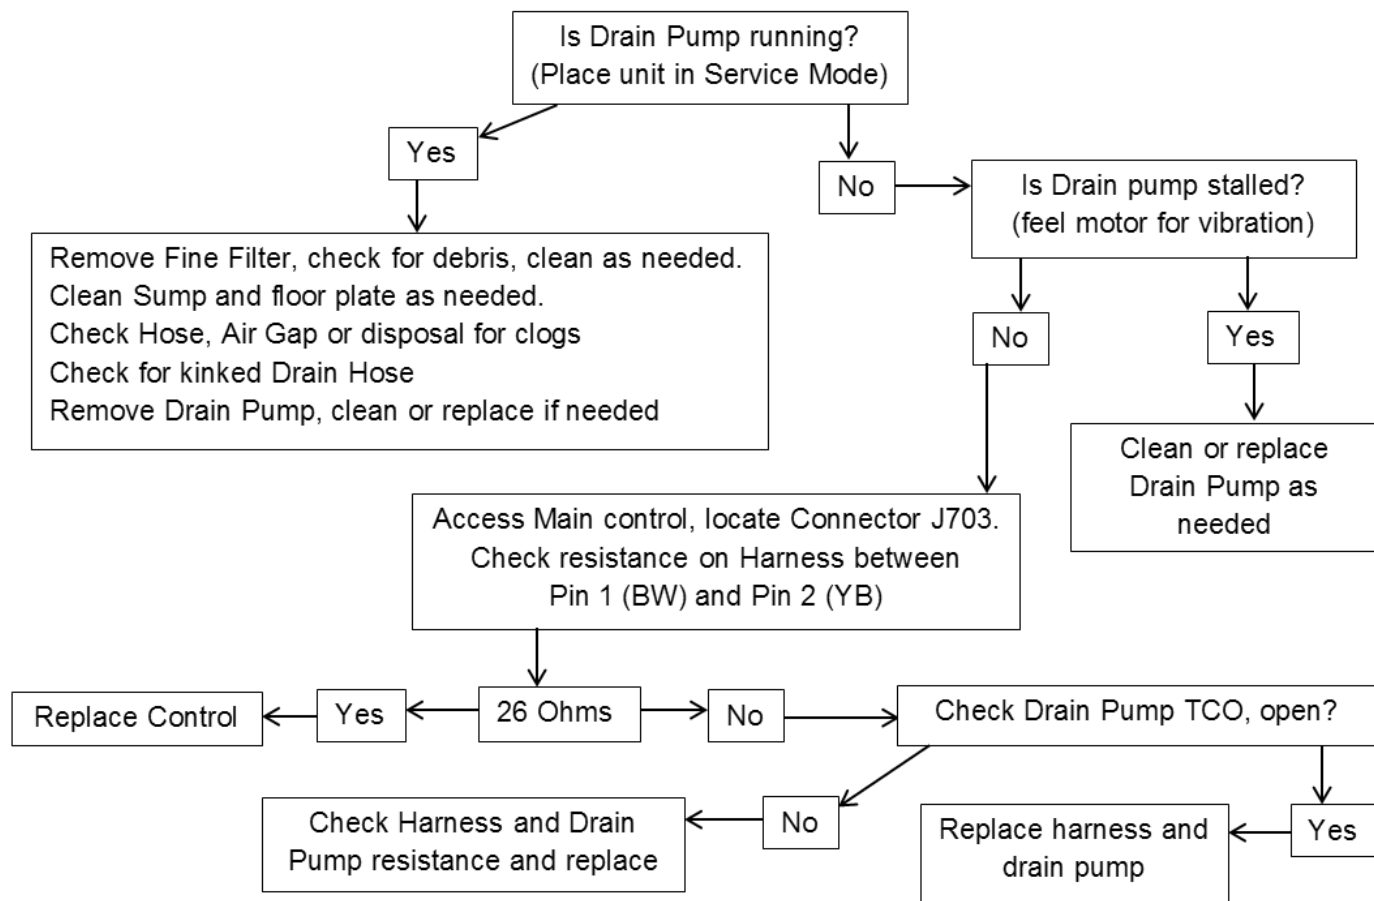 Is Drain Pump running?
(Place unit in Service Mode)
Yes
No
Is Drain pump stalled?
(feel motor for vibration)
Remove Fine Filter, check for debris, clean as needed.
Clean Sump and floor plate as needed.
Check Hose, Air Gap or disposal for clogs
Check for kinked Drain Hose
Remove Drain Pump, clean or replace if needed
No
Yes
Clean or replace
Drain Pump as
needed
Access Main control, locate Connector J703.
Check resistance on Harness between
Pin 1 (BW) and Pin 2 (YB)
Replace Control
Yes
26 Ohms
No
Check Drain Pump TCO, open?
Check Harness and Drain
Pump resistance and replace
No
Replace harness and
drain pump
Yes